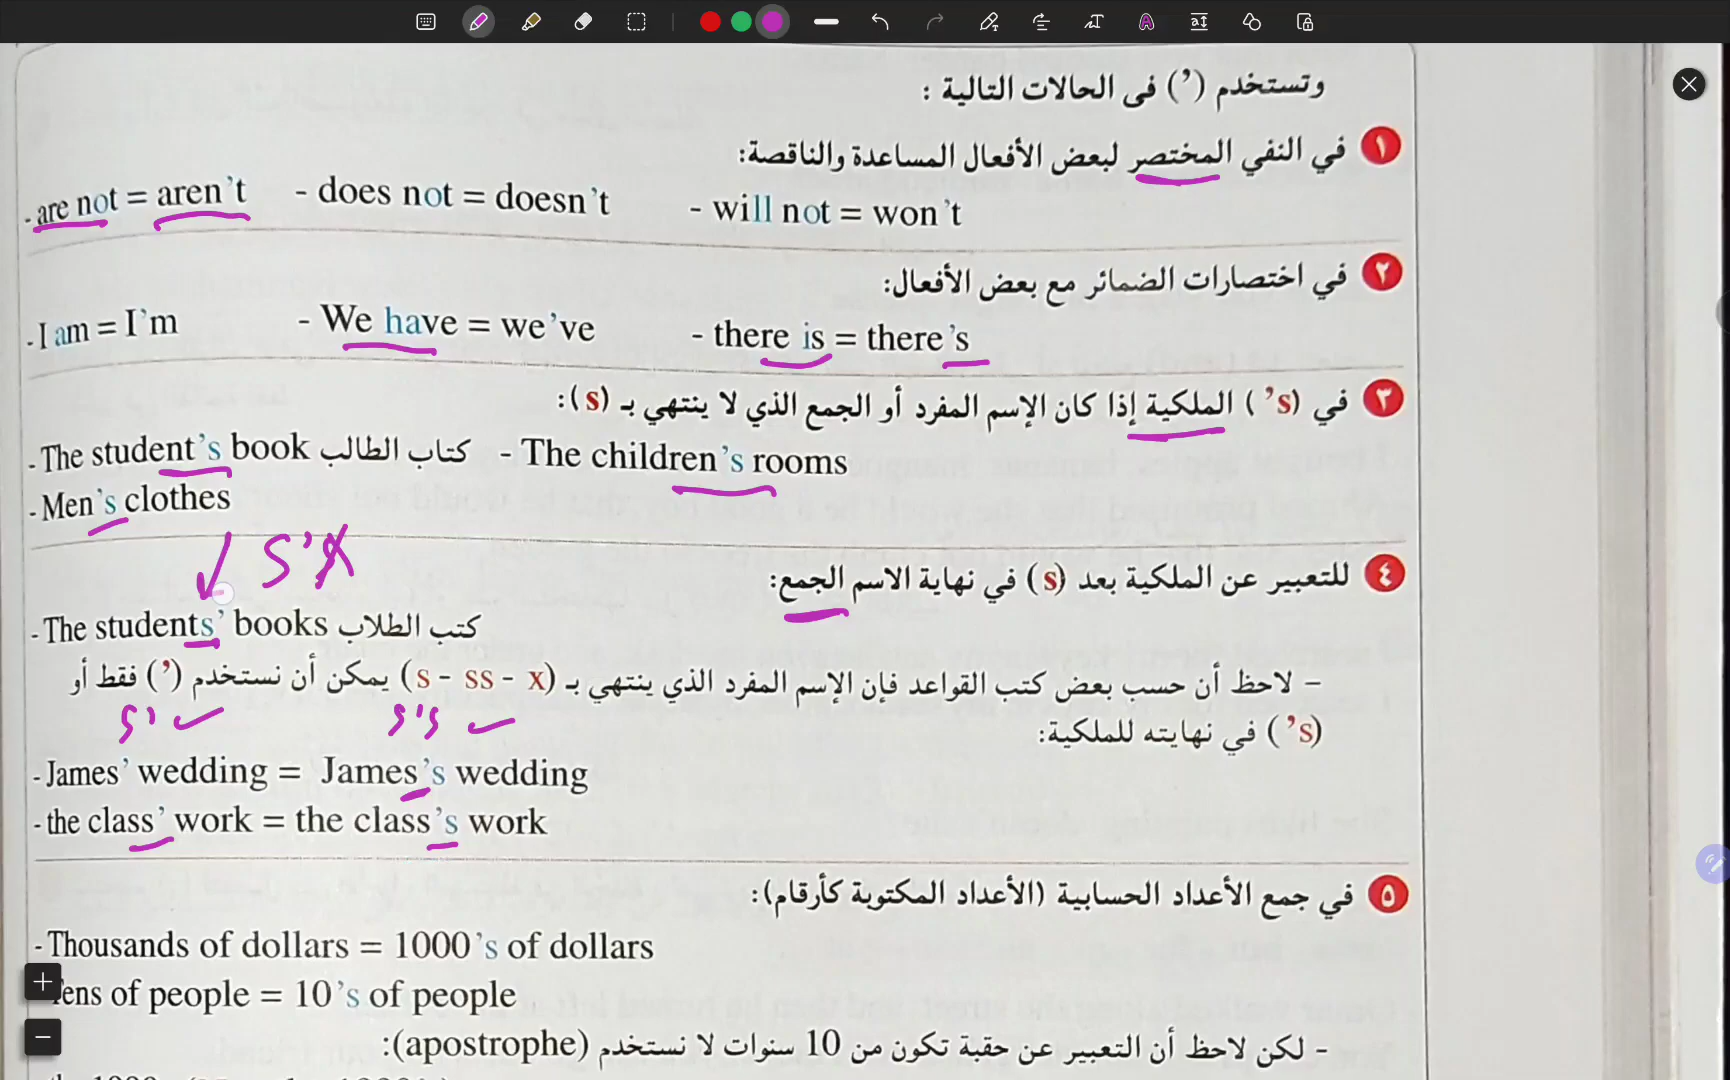 وتستخدم (’) فى الحالات التالية :
١ في النفي المختصر لبعض الأفعال المساعدة والناقصة:
- are not = aren’t - does not = doesn’t - will not = won’t
٢ في اختصارات الضمائر مع بعض الأفعال:
- I am = I’m - We have = we’ve - there is = there’s
٣ في (’s) الملكية إذا كان الإسم المفرد أو الجمع الذي لا ينتهي بـ (s):
- The student’s book كتاب الطالب - The children’s rooms
- Men’s clothes
s’s
٤ للتعبير عن الملكية بعد (s) في نهاية الاسم الجمع:
- The students’ books كتب الطلاب
– لاحظ أن حسب بعض كتب القواعد فإن الإسم المفرد الذي ينتهي بـ (s - ss - x) يمكن أن نستخدم (’) فقط أو
(’s) في نهايته للملكية:
s’ ✓ s’s ✓
- James’ wedding = James’s wedding
- the class’ work = the class’s work
٥ في جمع الأعداد الحسابية (الأعداد المكتوبة كأرقام):
- Thousands of dollars = 1000’s of dollars
Tens of people = 10’s of people
- لكن لاحظ أن التعبير عن حقبة تكون من 10 سنوات لا نستخدم (apostrophe):